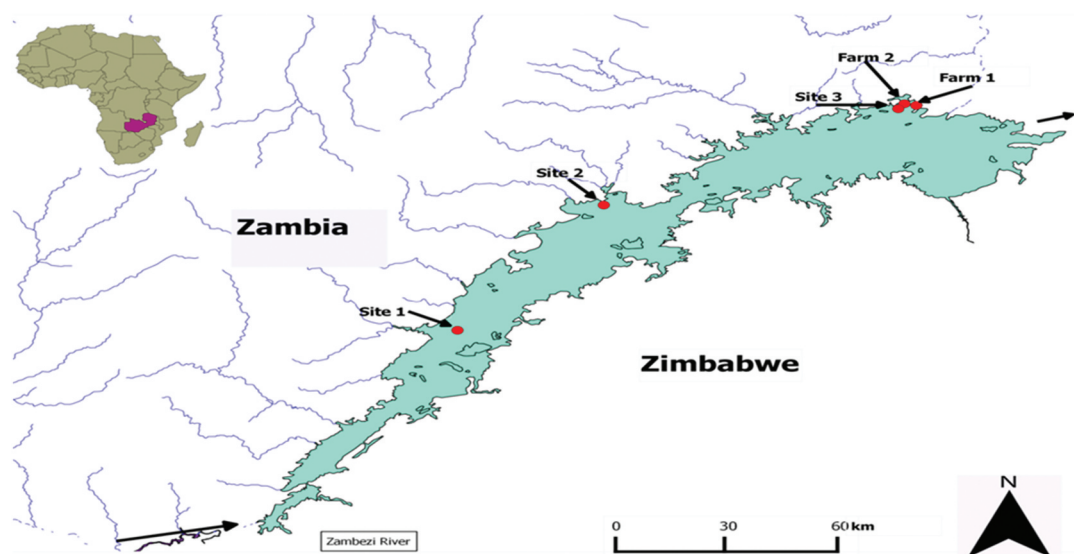 Farm 2
Farm 1
Site 3
Site 2
Zambia
Site 1
Zimbabwe
N
0 30 60 km
Zambezi River